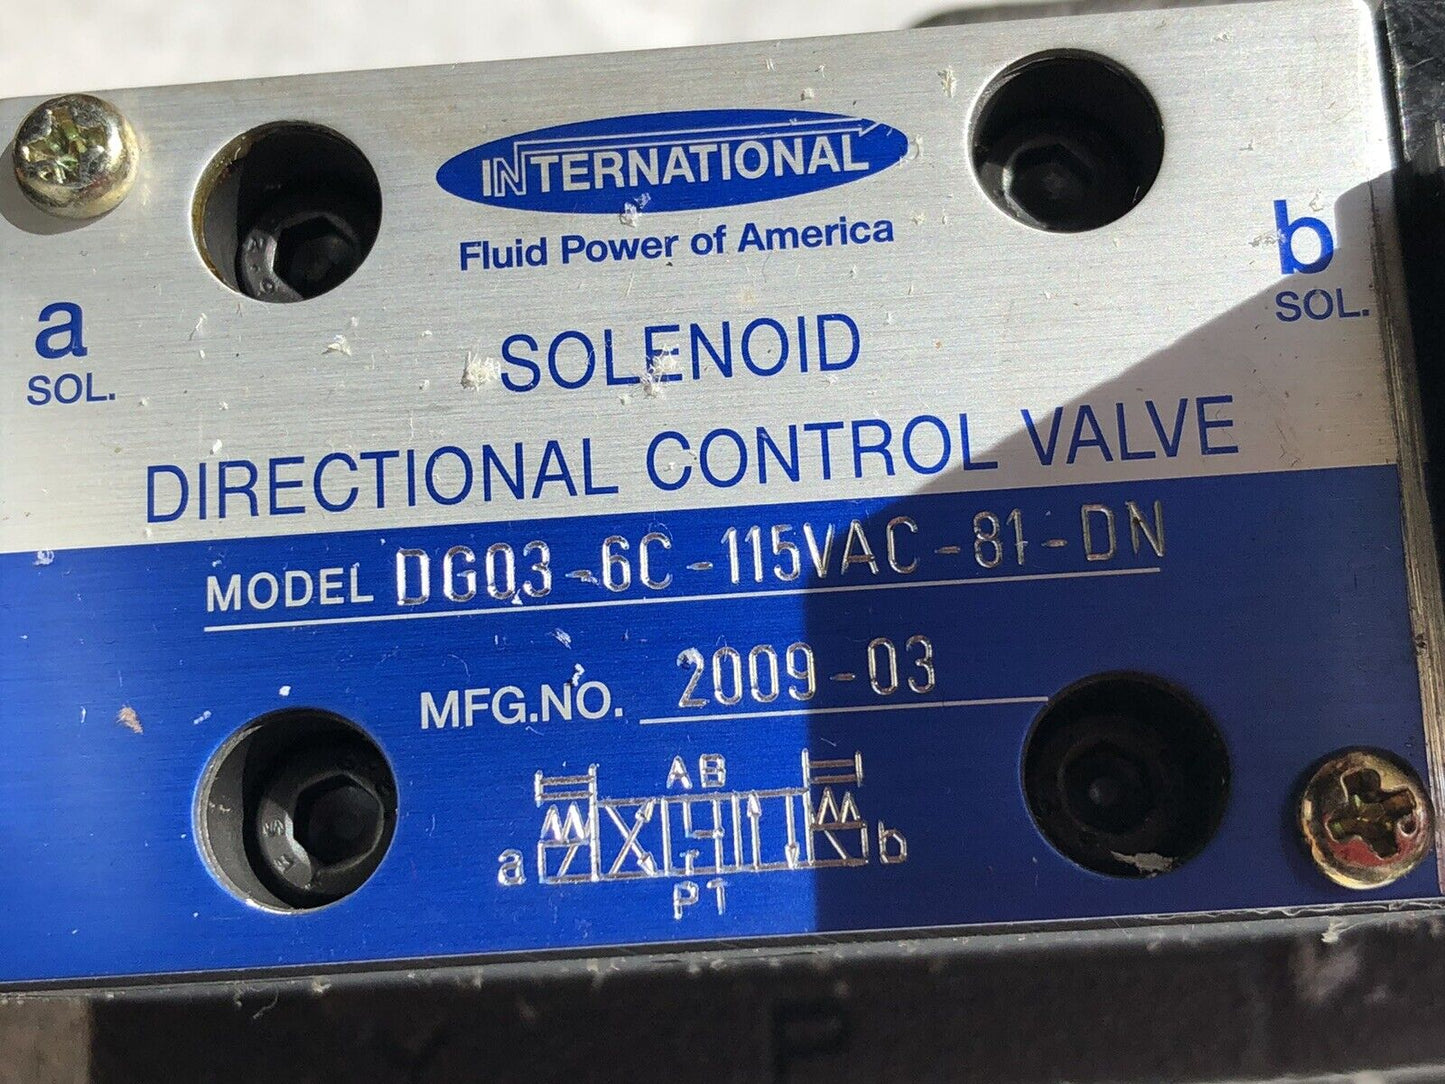 INTERNATIONAL
Fluid Power of America
a
SOL.
b
SOL.
SOLENOID
DIRECTIONAL CONTROL VALVE
MODEL DG03-6C-115VAC-81-DN
MFG.NO. 2009-03
A B
a
b
P T
P